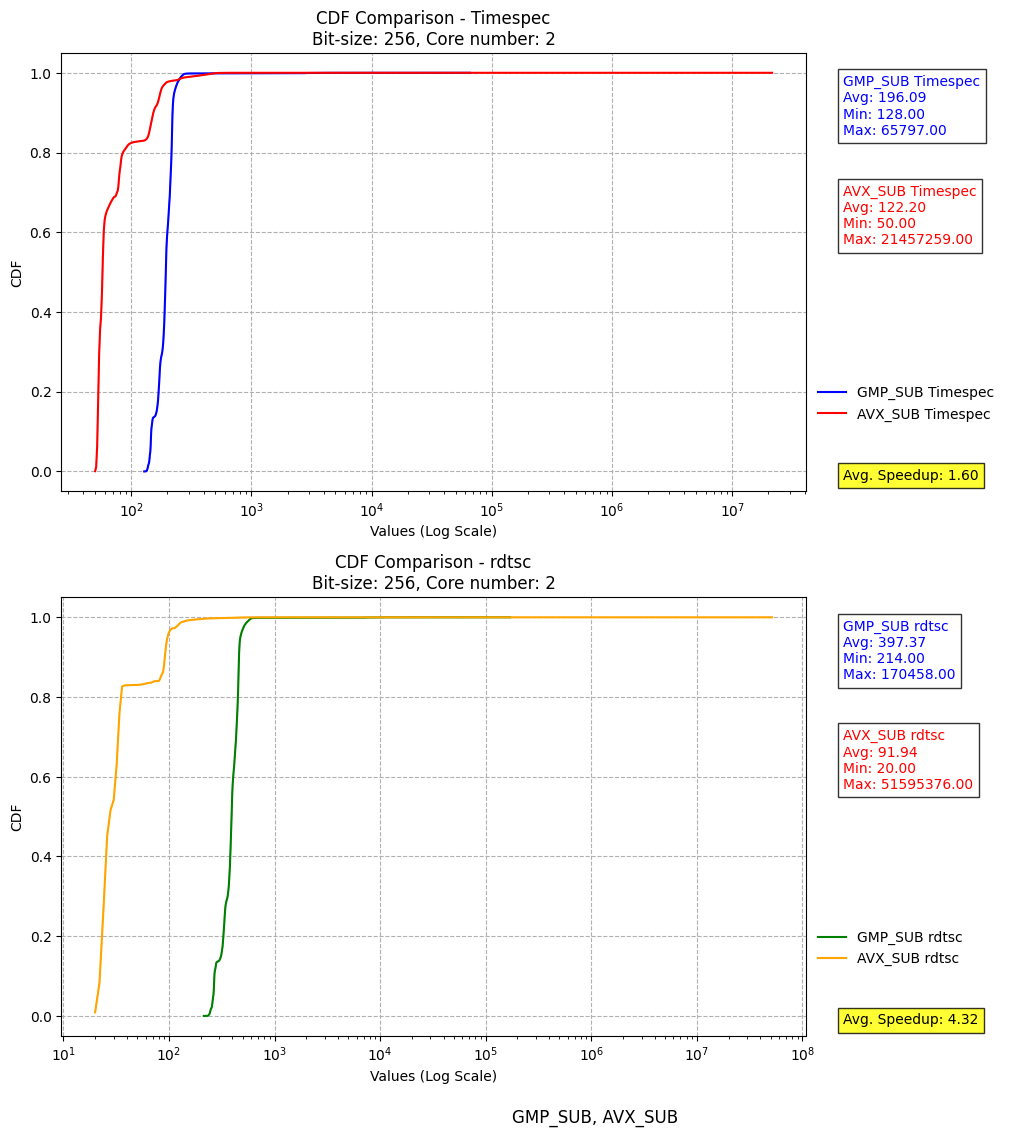 CDF Comparison - Timespec
Bit-size: 256, Core number: 2
1.0
0.8
0.6
0.4
0.2
0.0
CDF
10²
10³
10⁴
10⁵
10⁶
10⁷
Values (Log Scale)
GMP_SUB Timespec
Avg: 196.09
Min: 128.00
Max: 65797.00
AVX_SUB Timespec
Avg: 122.20
Min: 50.00
Max: 21457259.00
GMP_SUB Timespec
AVX_SUB Timespec
Avg. Speedup: 1.60
CDF Comparison - rdtsc
Bit-size: 256, Core number: 2
1.0
0.8
0.6
0.4
0.2
0.0
CDF
10¹
10²
10³
10⁴
10⁵
10⁶
10⁷
10⁸
Values (Log Scale)
GMP_SUB rdtsc
Avg: 397.37
Min: 214.00
Max: 170458.00
AVX_SUB rdtsc
Avg: 91.94
Min: 20.00
Max: 51595376.00
GMP_SUB rdtsc
AVX_SUB rdtsc
Avg. Speedup: 4.32
GMP_SUB, AVX_SUB